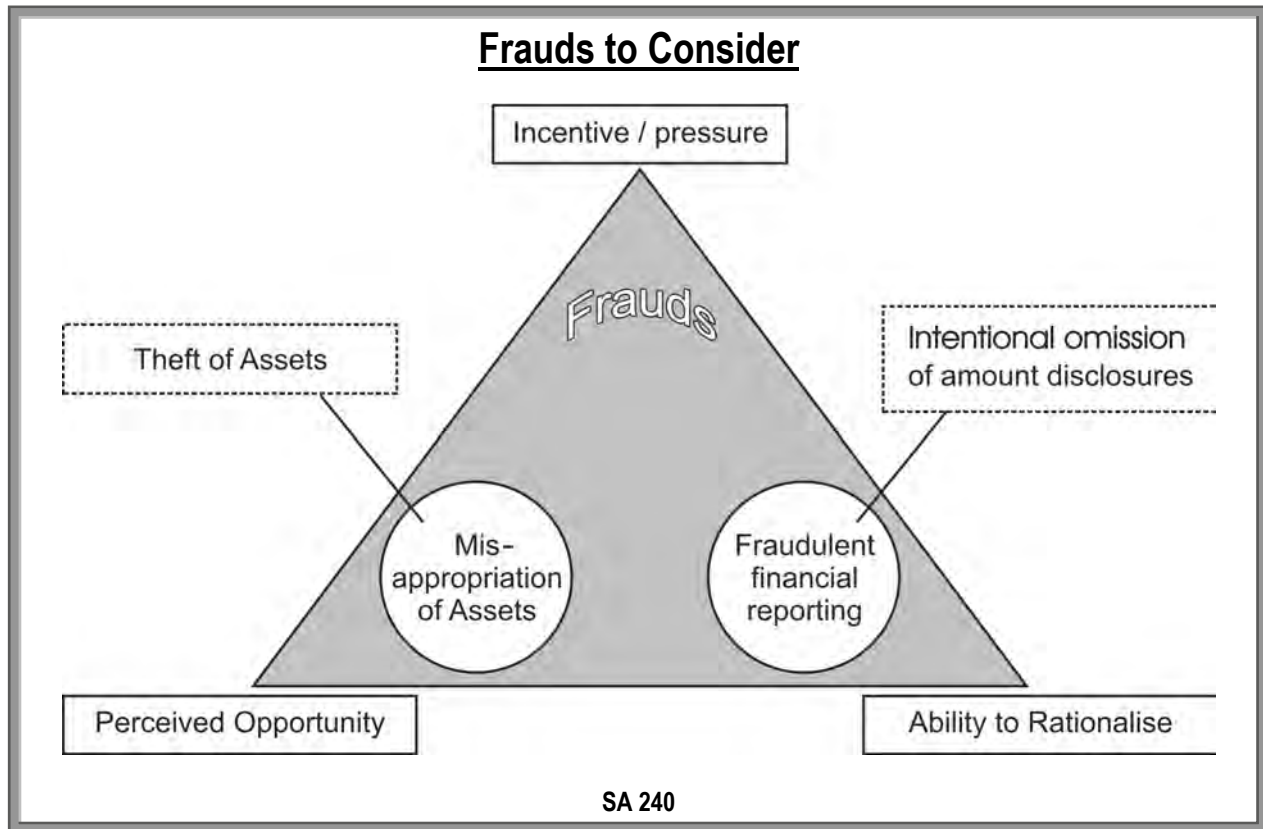 Frauds to Consider
Incentive / pressure
Frauds
Theft of Assets
Intentional omission
of amount disclosures
Mis-
appropriation
of Assets
Fraudulent
financial
reporting
Perceived Opportunity
Ability to Rationalise
SA 240